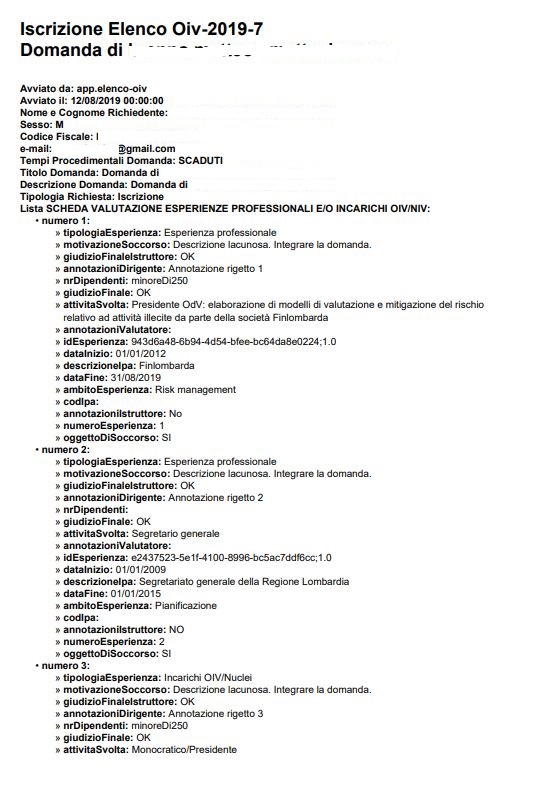 Iscrizione Elenco Oiv-2019-7
Domanda di
Avviato da: app.elenco-oiv
Avviato il: 12/08/2019 00:00:00
Nome e Cognome Richiedente:
Sesso: M
Codice Fiscale:
e-mail: @gmail.com
Tempi Procedimentali Domanda: SCADUTI
Titolo Domanda: Domanda di
Descrizione Domanda: Domanda di
Tipologia Richiesta: Iscrizione
Lista SCHEDA VALUTAZIONE ESPERIENZE PROFESSIONALI E/O INCARICHI OIV/NIV:
• numero 1:
» tipologiaEsperienza: Esperienza professionale
» motivazioneSoccorso: Descrizione lacunosa. Integrare la domanda.
» giudizioFinaleIstruttore: OK
» annotazioniDirigente: Annotazione rigetto 1
» nrDipendenti: minoreDi250
» giudizioFinale: OK
» attivitaSvolta: Presidente OdV: elaborazione di modelli di valutazione e mitigazione del rischio
relativo ad attività illecite da parte della società Finlombarda
» annotazioniValutatore:
» idEsperienza: 943d6a48-6b94-4d54-bfee-bc64da8e0224;1.0
» dataInizio: 01/01/2012
» descrizioneIpa: Finlombarda
» dataFine: 31/08/2019
» ambitoEsperienza: Risk management
» codIpa:
» annotazioniIstruttore: No
» numeroEsperienza: 1
» oggettoDiSoccorso: SI
• numero 2:
» tipologiaEsperienza: Esperienza professionale
» motivazioneSoccorso: Descrizione lacunosa. Integrare la domanda.
» giudizioFinaleIstruttore: OK
» annotazioniDirigente: Annotazione rigetto 2
» nrDipendenti:
» giudizioFinale: OK
» attivitaSvolta: Segretario generale
» annotazioniValutatore:
» idEsperienza: e2437523-5e1f-4100-8996-bc5ac7ddf6cc;1.0
» dataInizio: 01/01/2009
» descrizioneIpa: Segretariato generale della Regione Lombardia
» dataFine: 01/01/2015
» ambitoEsperienza: Pianificazione
» codIpa:
» annotazioniIstruttore: NO
» numeroEsperienza: 2
» oggettoDiSoccorso: SI
• numero 3:
» tipologiaEsperienza: Incarichi OIV/Nuclei
» motivazioneSoccorso: Descrizione lacunosa. Integrare la domanda.
» giudizioFinaleIstruttore: OK
» annotazioniDirigente: Annotazione rigetto 3
» nrDipendenti: minoreDi250
» giudizioFinale: OK
» attivitaSvolta: Monocratico/Presidente